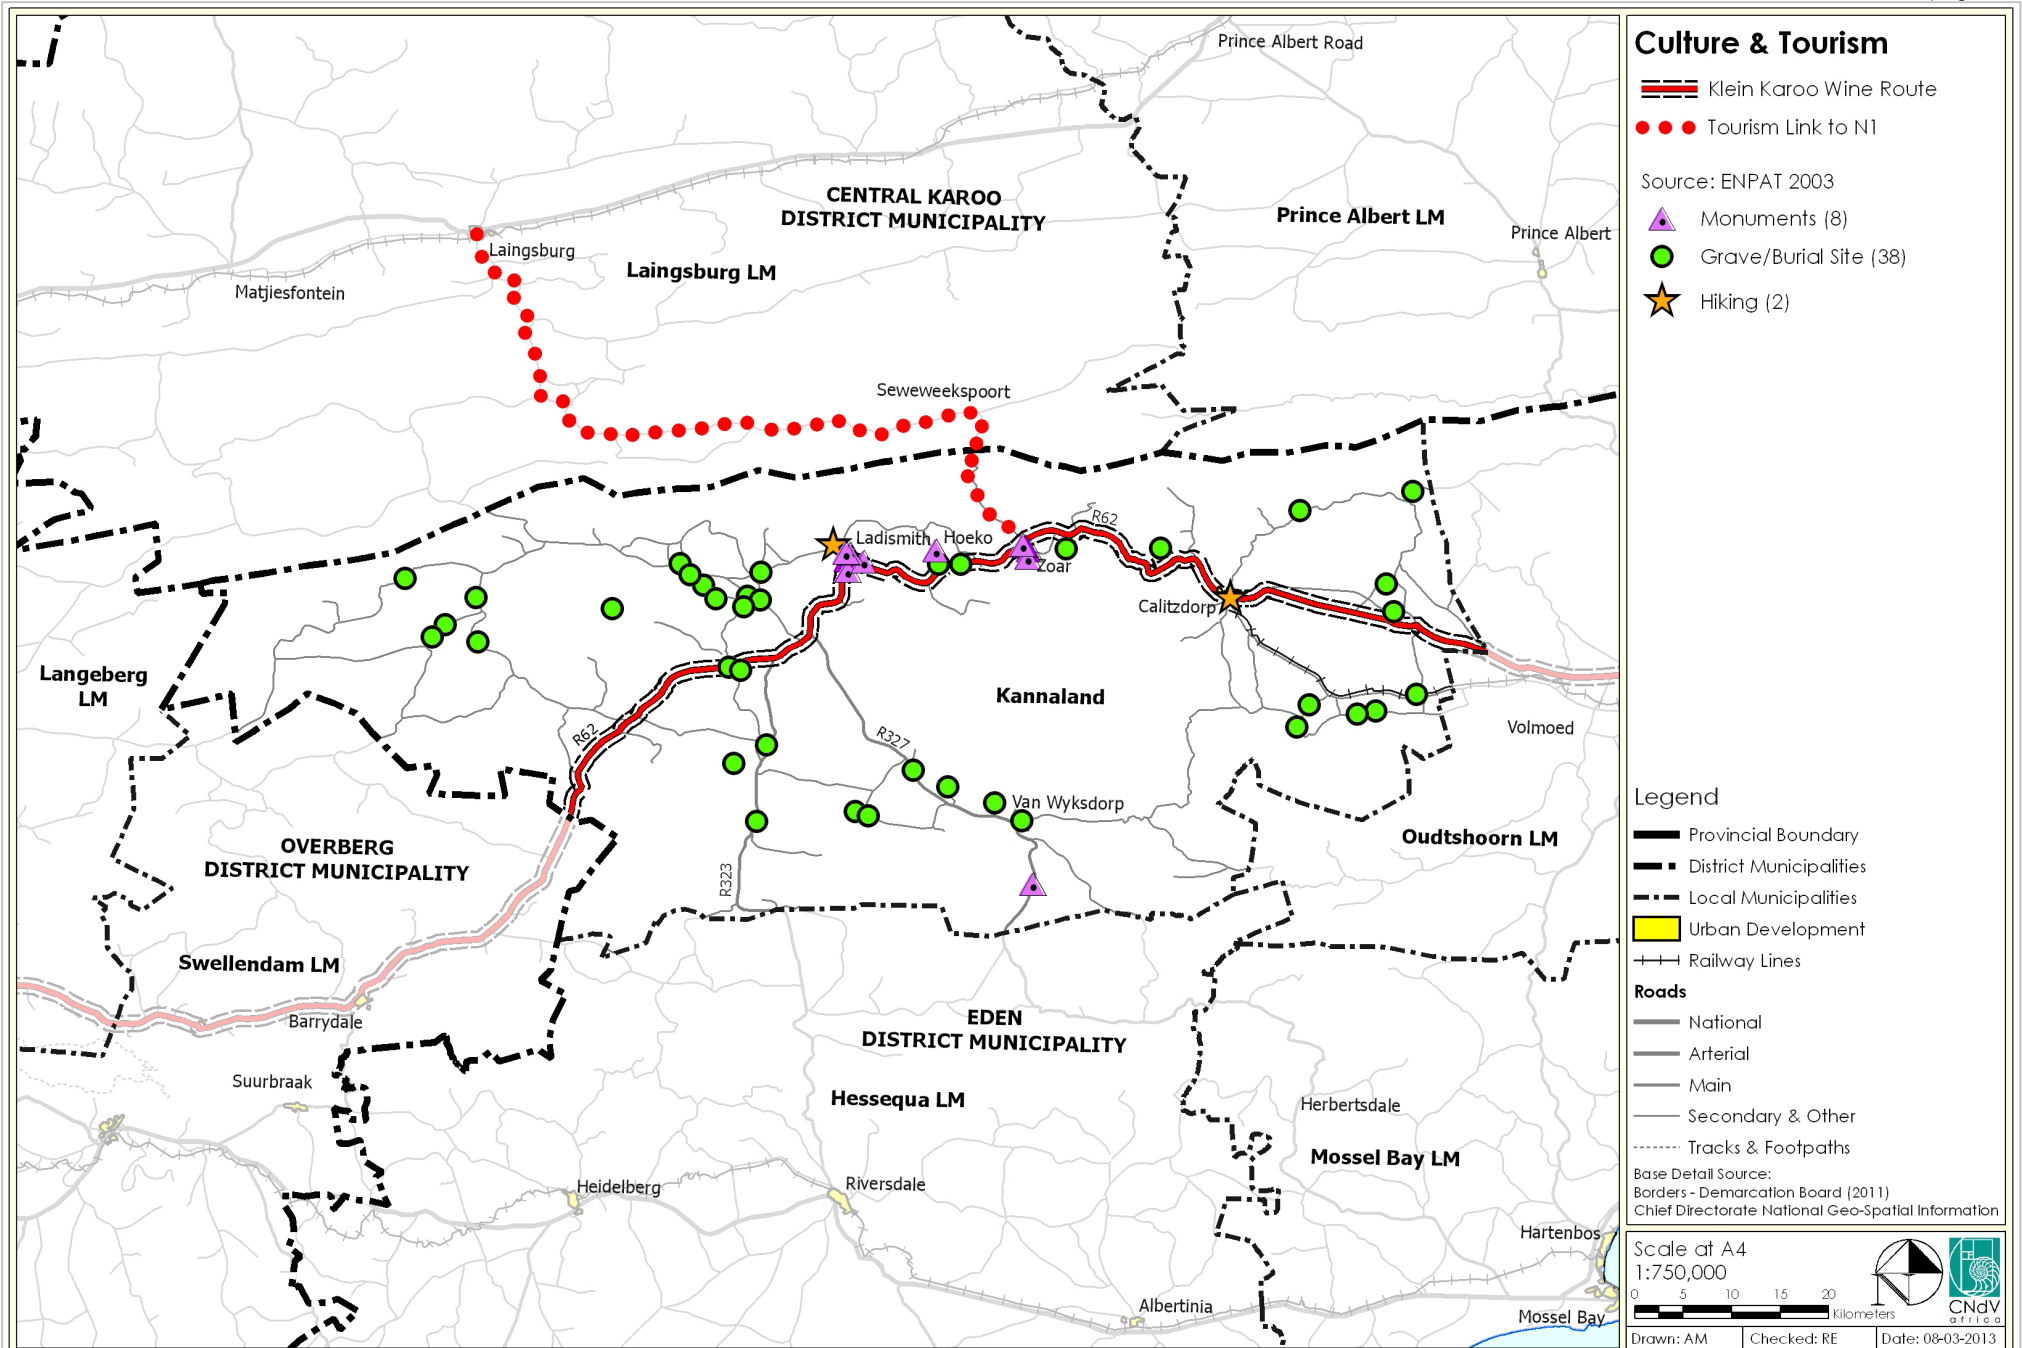 Prince Albert Road
CENTRAL KAROO
DISTRICT MUNICIPALITY
Prince Albert LM
Prince Albert
Laingsburg
Laingsburg LM
Matjiesfontein
Seweweekspoort
R62
Ladismith
Hoeko
Zoar
Calitzdorp
Langeberg
LM
Kannaland
R62
R327
Volmoed
Van Wyksdorp
OVERBERG
DISTRICT MUNICIPALITY
Oudtshoorn LM
R323
Swellendam LM
Barrydale
EDEN
DISTRICT MUNICIPALITY
Suurbraak
Hessequa LM
Herbertsdale
Mossel Bay LM
Heidelberg
Riversdale
Hartenbos
Albertinia
Mossel Bay
Culture & Tourism
Klein Karoo Wine Route
Tourism Link to N1
Source: ENPAT 2003
Monuments (8)
Grave/Burial Site (38)
Hiking (2)
Legend
Provincial Boundary
District Municipalities
Local Municipalities
Urban Development
Railway Lines
Roads
National
Arterial
Main
Secondary & Other
Tracks & Footpaths
Base Detail Source:
Borders - Demarcation Board (2011)
Chief Directorate National Geo-Spatial Information
Scale at A4
1:750,000
0 5 10 15 20
Kilometers
CNdV
africa
Drawn: AM Checked: RE Date: 08-03-2013